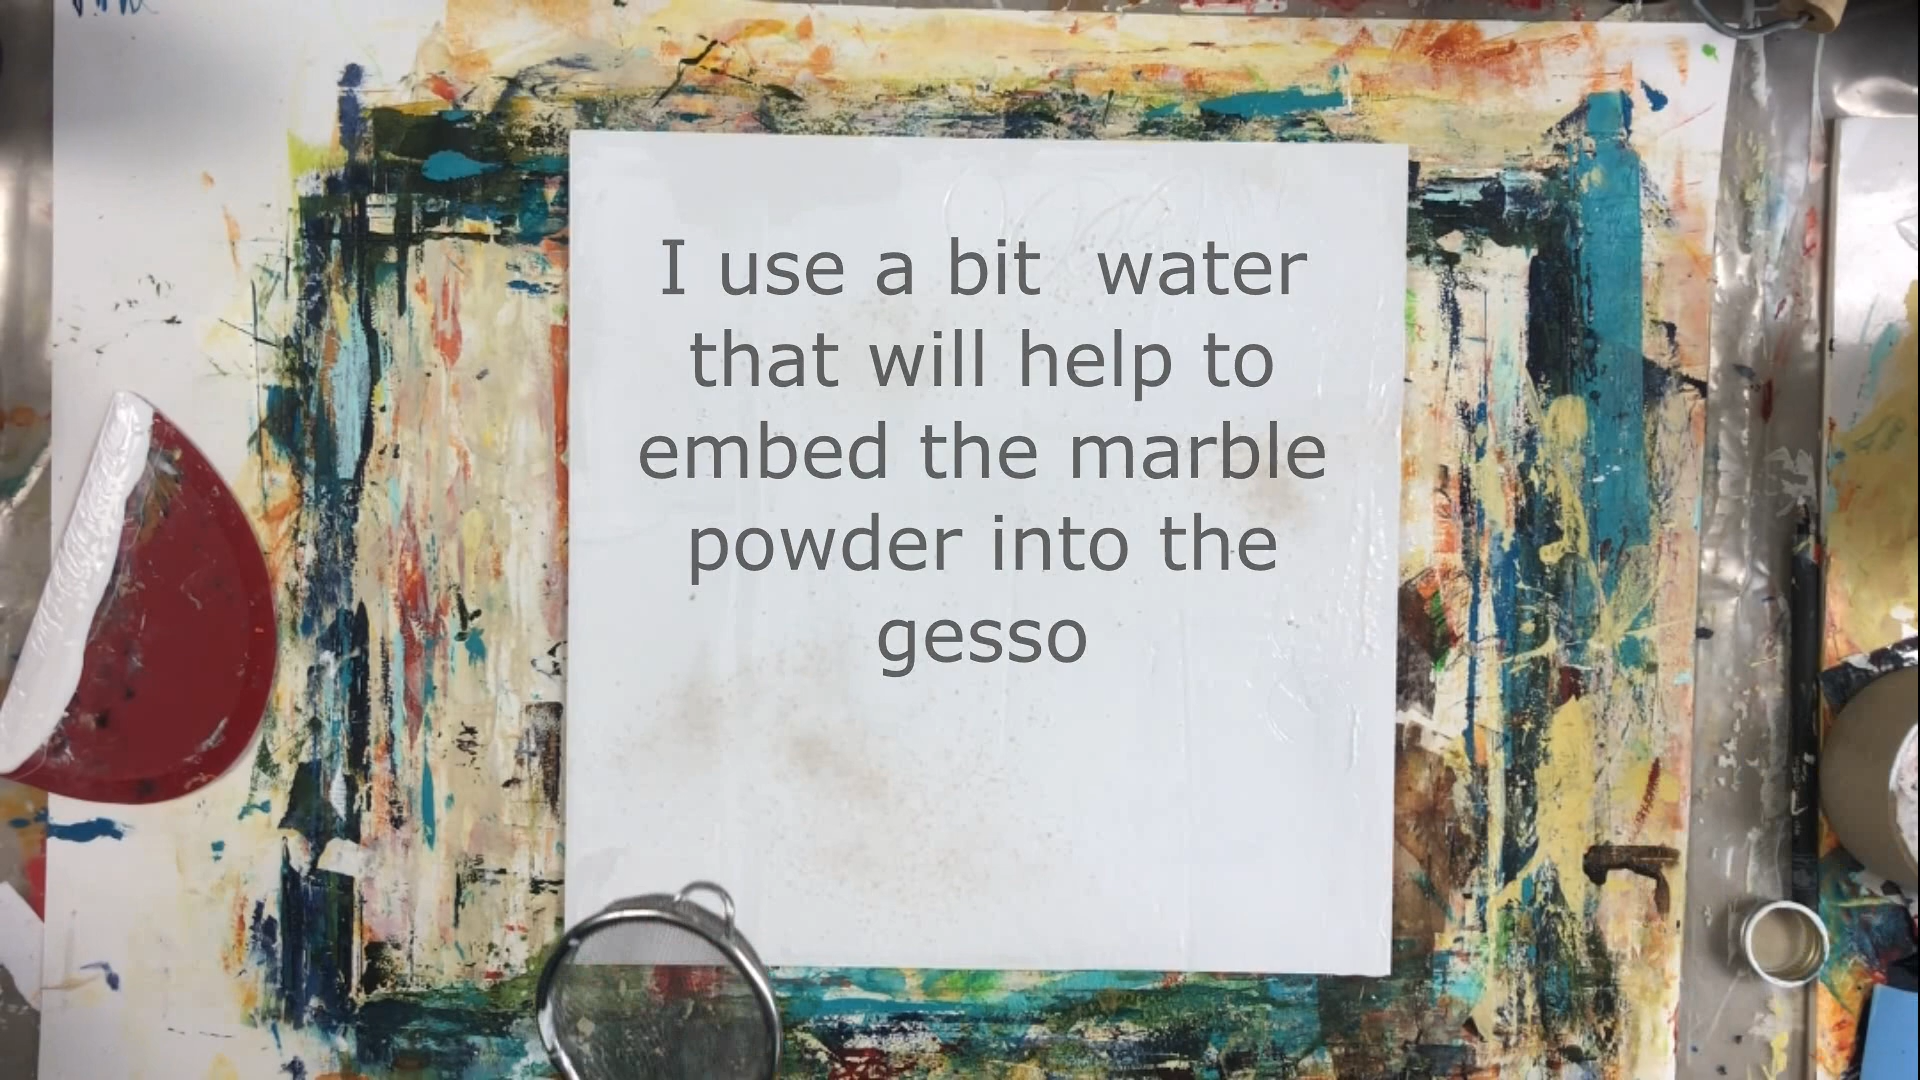 I use a bit  water
that will help to
embed the marble
powder into the
gesso